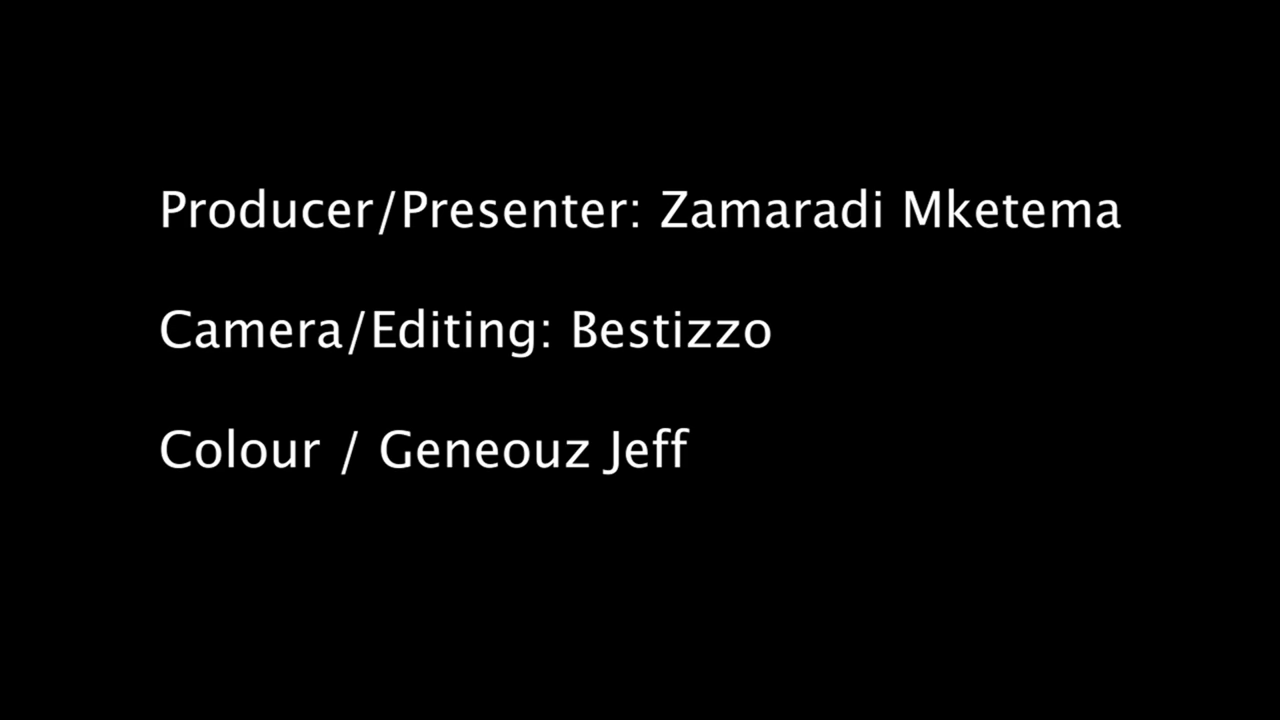 Producer/Presenter: Zamaradi Mketema
Camera/Editing: Bestizzo
Colour / Geneouz Jeff